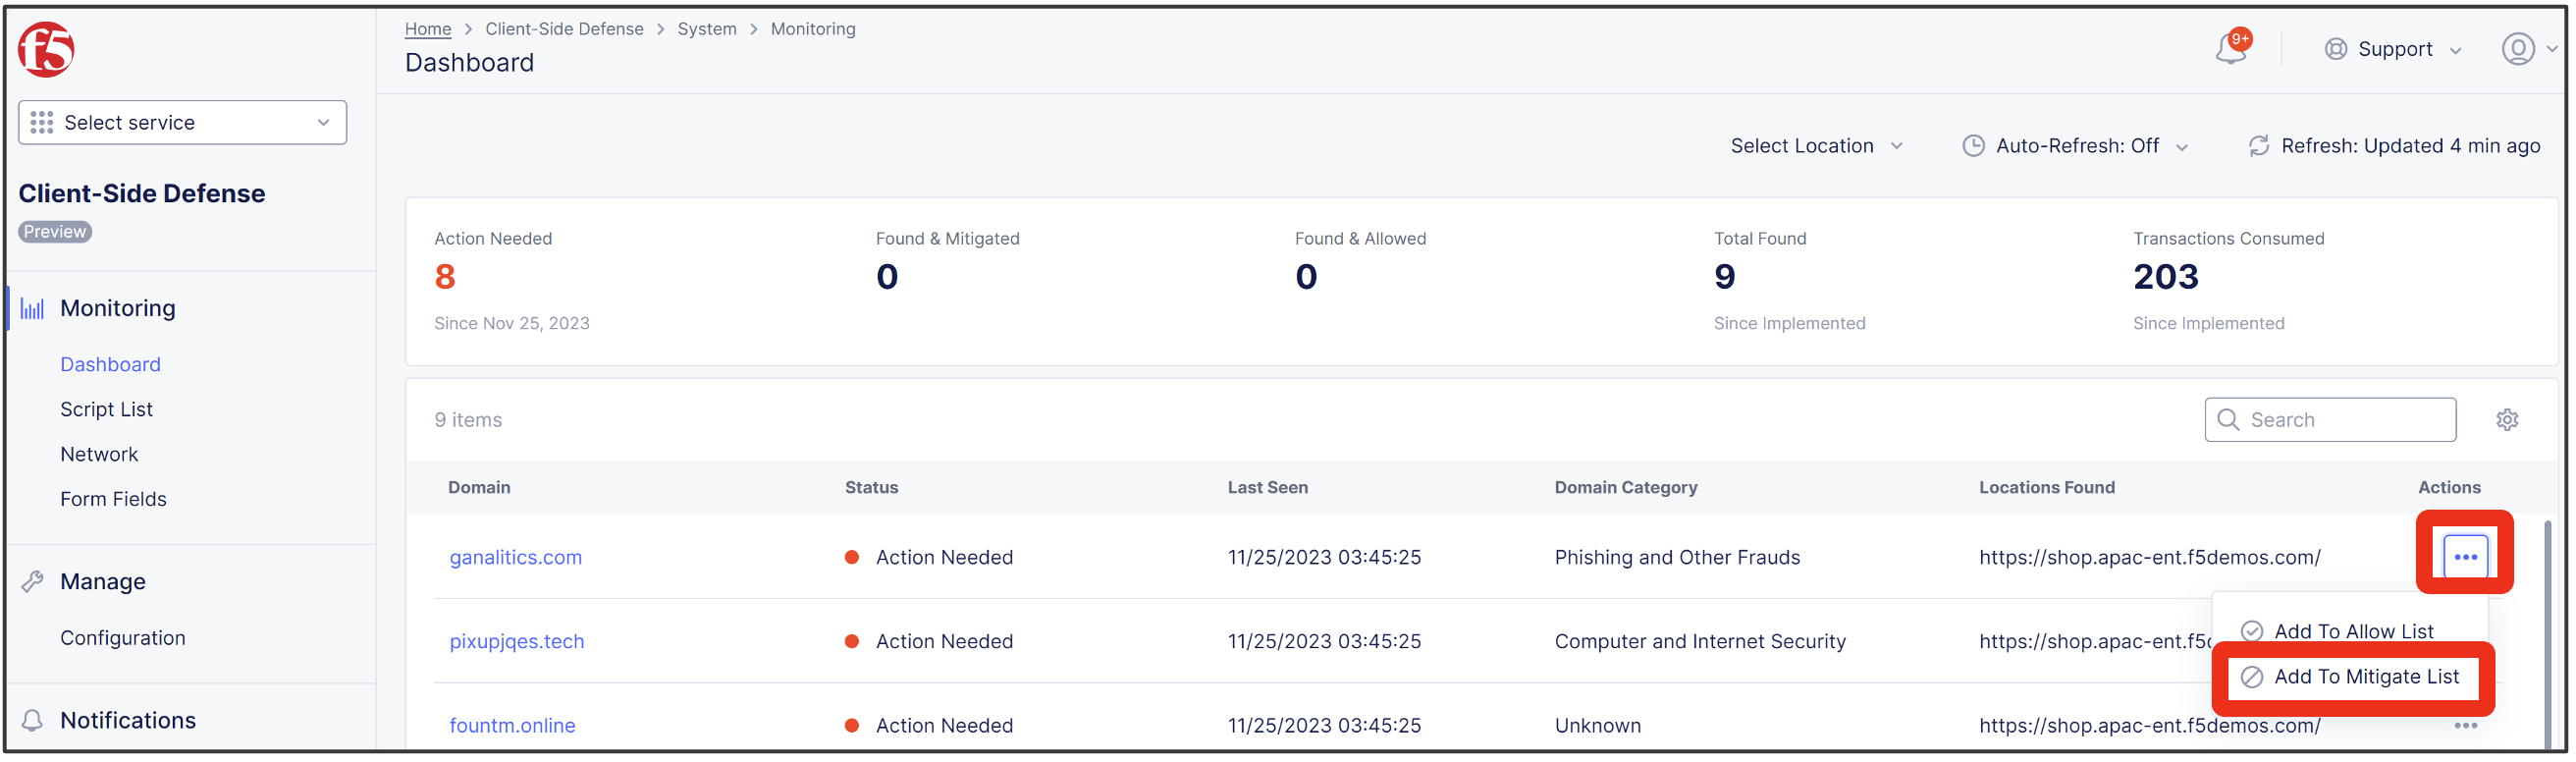 f5
Home > Client-Side Defense > System > Monitoring
Dashboard
9+
Support
Select service
Client-Side Defense
Preview
Monitoring
Dashboard
Script List
Network
Form Fields
Manage
Configuration
Notifications
Select Location
Auto-Refresh: Off
Refresh: Updated 4 min ago
Action Needed
8
Since Nov 25, 2023
Found & Mitigated
0
Found & Allowed
0
Total Found
9
Since Implemented
Transactions Consumed
203
Since Implemented
9 items
Search
Domain Status Last Seen Domain Category Locations Found Actions
ganalitics.com Action Needed 11/25/2023 03:45:25 Phishing and Other Frauds https://shop.apac-ent.f5demos.com/
pixupjqes.tech Action Needed 11/25/2023 03:45:25 Computer and Internet Security https://shop.apac-ent.f5d
fountm.online Action Needed 11/25/2023 03:45:25 Unknown https://shop.apac-ent.f5demos.com/
Add To Allow List
Add To Mitigate List